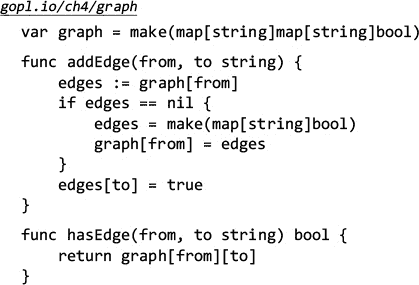 gopl.io/ch4/graph
var graph = make(map[string]map[string]bool)
func addEdge(from, to string) {
    edges := graph[from]
    if edges == nil {
        edges = make(map[string]bool)
        graph[from] = edges
    }
    edges[to] = true
}
func hasEdge(from, to string) bool {
    return graph[from][to]
}